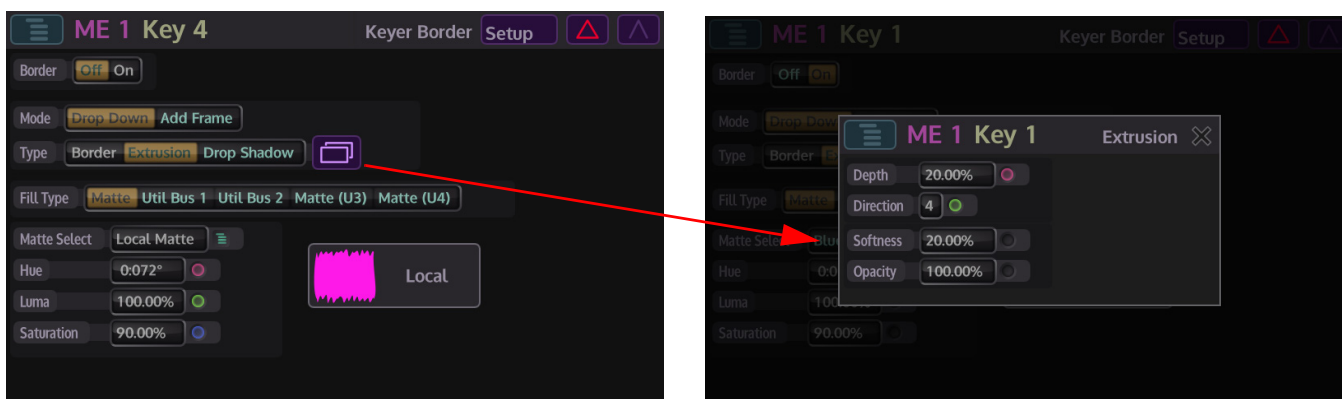 ME 1 Key 4 Keyer Border Setup
Border Off On
Mode Drop Down Add Frame
Type Border Extrusion Drop Shadow
Fill Type Matte Util Bus 1 Util Bus 2 Matte (U3) Matte (U4)
Matte Select Local Matte
Hue 0:072°
Luma 100.00%
Saturation 90.00%
Local
ME 1 Key 1 Keyer Border Setup
Border Off On
Mode Drop
Type Border
Fill Type Matte
Matte
Hue 0:0
Luma 100
Saturation 90.00%
ME 1 Key 1 Extrusion
Depth 20.00%
Direction 4
Softness 20.00%
Opacity 100.00%